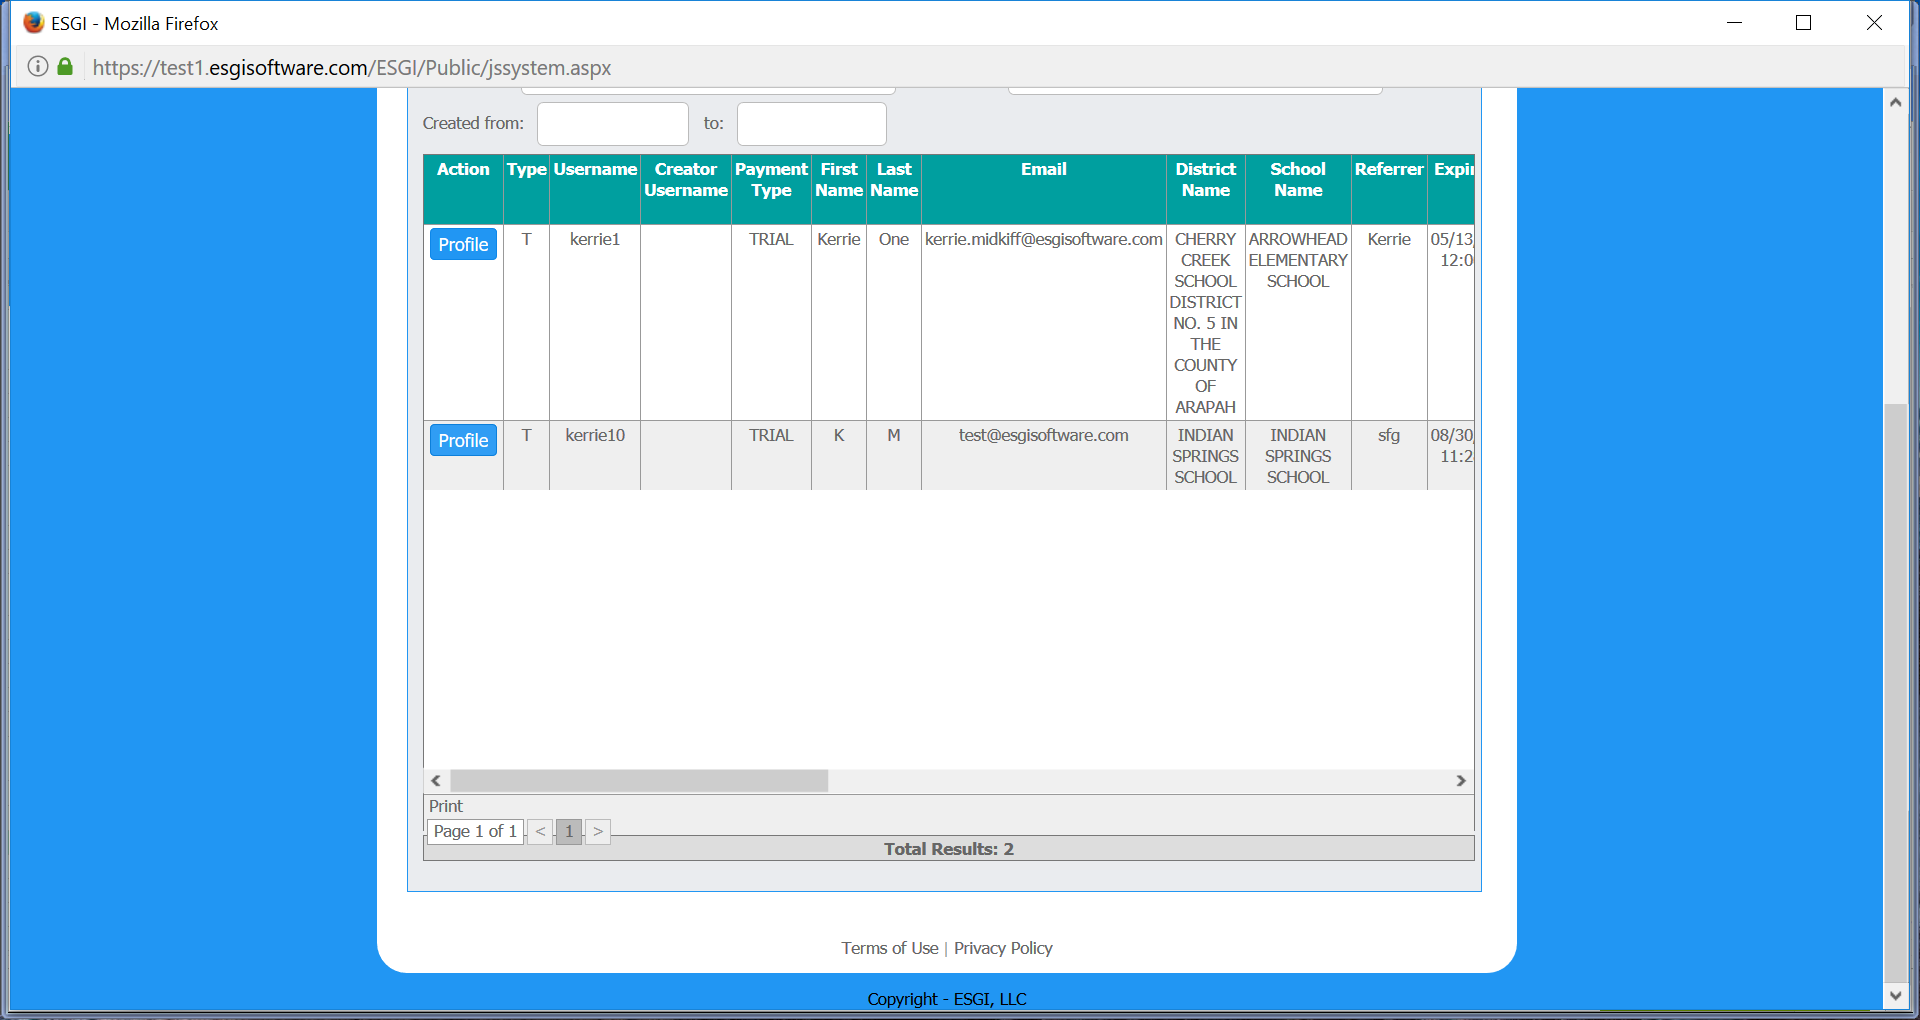 ESGI - Mozilla Firefox
https://test1.esgisoftware.com/ESGI/Public/jssystem.aspx
Created from: to:
Action Type Username Creator Username Payment Type First Name Last Name Email District Name School Name Referrer Expir
Profile T kerrie1 TRIAL Kerrie One kerrie.midkiff@esgisoftware.com CHERRY CREEK SCHOOL DISTRICT NO. 5 IN THE COUNTY OF ARAPAH ARROWHEAD ELEMENTARY SCHOOL Kerrie 05/13, 12:0
Profile T kerrie10 TRIAL K M test@esgisoftware.com INDIAN SPRINGS SCHOOL INDIAN SPRINGS SCHOOL sfg 08/30, 11:2
Print
Page 1 of 1 < 1 >
Total Results: 2
Terms of Use | Privacy Policy
Copyright - ESGI, LLC